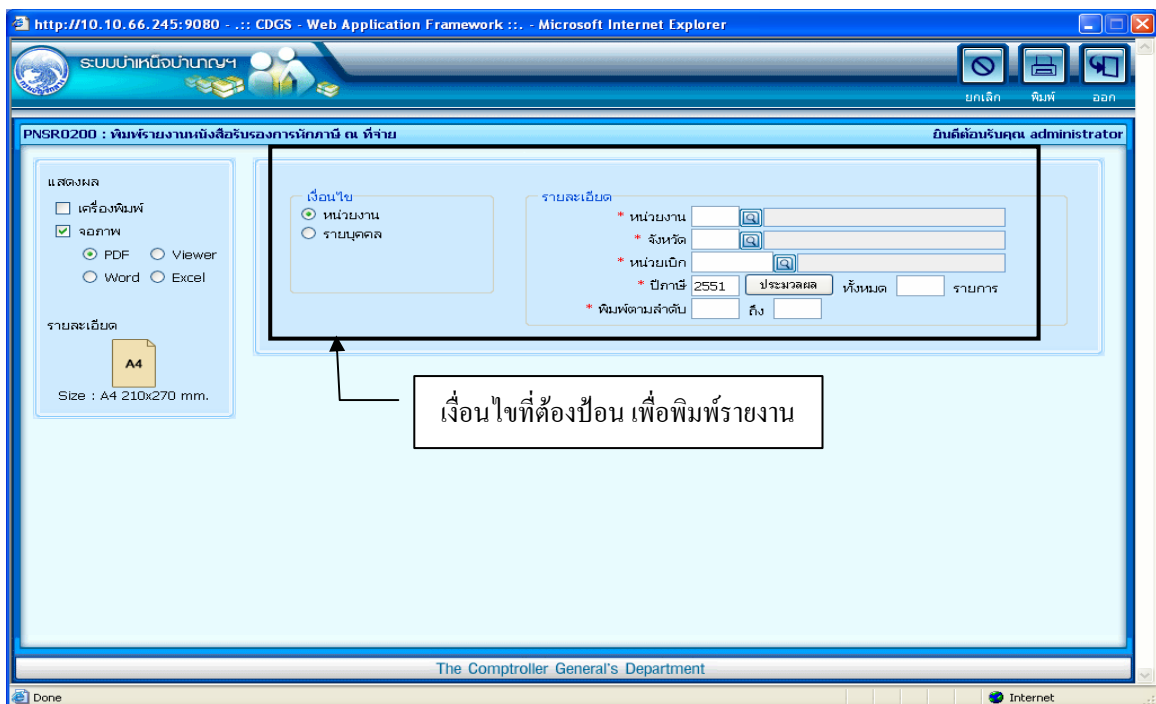 http://10.10.66.245:9080 - .:: CDGS - Web Application Framework ::. - Microsoft Internet Explorer
ระบบบำเหน็จบำนาญฯ
กรมบัญชีกลาง
ยกเลิก พิมพ์ ออก
PNSR0200 : พิมพ์รายงานหนังสือรับรองการหักภาษี ณ ที่จ่าย ยินดีต้อนรับคุณ administrator
แสดงผล
เครื่องพิมพ์
จอภาพ
PDF Viewer
Word Excel
รายละเอียด
A4
Size : A4 210x270 mm.
เงื่อนไข
หน่วยงาน
รายบุคคล
รายละเอียด
* หน่วยงาน
* จังหวัด
* หน่วยเบิก
* ปีภาษี 2551 ประมวลผล ทั้งหมด รายการ
* พิมพ์ตามลำดับ ถึง
เงื่อนไขที่ต้องป้อน เพื่อพิมพ์รายงาน
The Comptroller General's Department
Done Internet